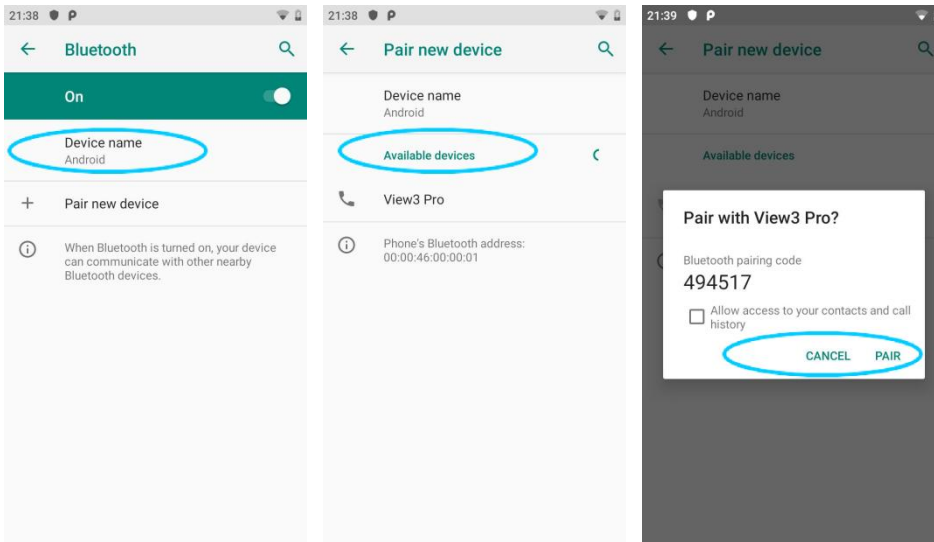 21:38
Bluetooth
On
Device name
Android
Pair new device
When Bluetooth is turned on, your device
can communicate with other nearby
Bluetooth devices.
21:38
Pair new device
Device name
Android
Available devices
View3 Pro
Phone's Bluetooth address:
00:00:46:00:00:01
21:39
Pair new device
Device name
Android
Available devices
Pair with View3 Pro?
Bluetooth pairing code
494517
Allow access to your contacts and call
history
CANCEL PAIR